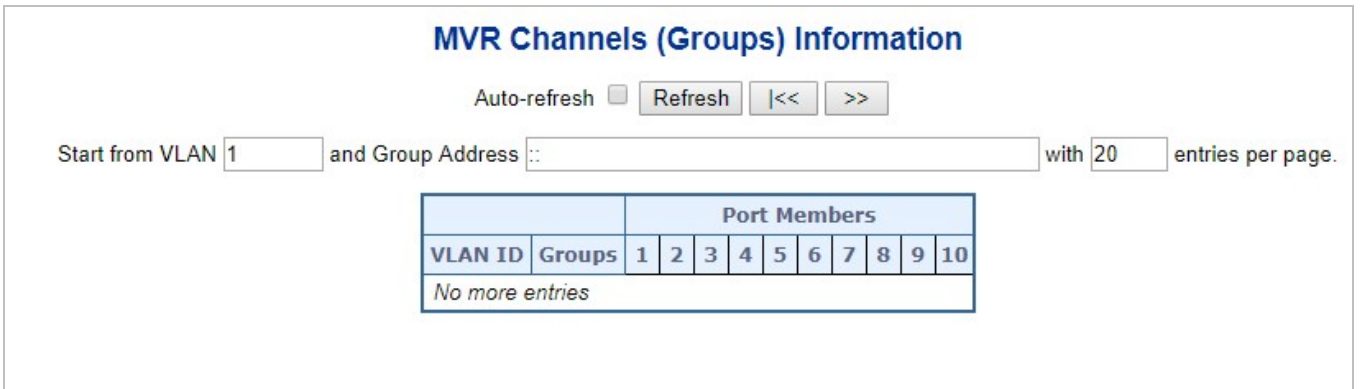 MVR Channels (Groups) Information
Auto-refresh Refresh |<< >>
Start from VLAN 1 and Group Address :: with 20 entries per page.
Port Members
VLAN ID Groups 1 2 3 4 5 6 7 8 9 10
No more entries